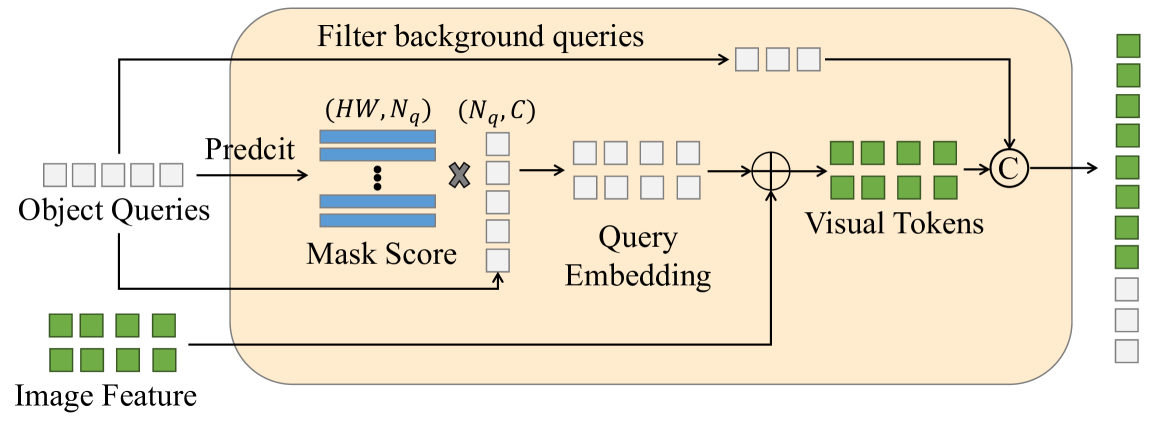 Filter background queries
(HW, N_q) (N_q, C)
Predcit
Object Queries
Mask Score
Query
Embedding
Visual Tokens
C
Image Feature